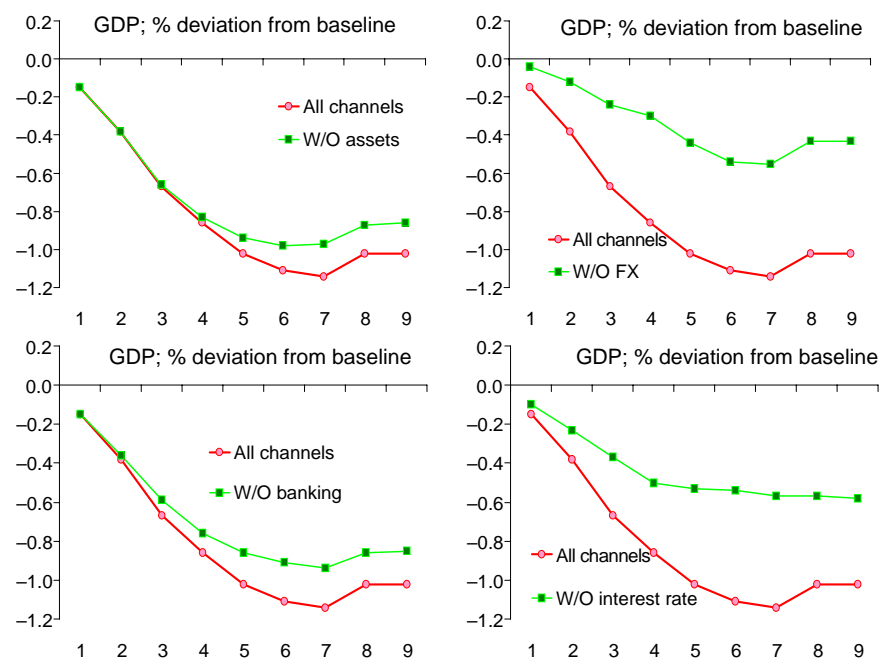 GDP; % deviation from baseline
0.2
0.0
–0.2
–0.4
–0.6
–0.8
–1.0
–1.2
All channels
W/O assets
1 2 3 4 5 6 7 8 9
GDP; % deviation from baseline
0.2
0.0
–0.2
–0.4
–0.6
–0.8
–1.0
–1.2
All channels
W/O FX
1 2 3 4 5 6 7 8 9
GDP; % deviation from baseline
0.2
0.0
–0.2
–0.4
–0.6
–0.8
–1.0
–1.2
All channels
W/O banking
1 2 3 4 5 6 7 8 9
GDP; % deviation from baseline
0.2
0.0
–0.2
–0.4
–0.6
–0.8
–1.0
–1.2
All channels
W/O interest rate
1 2 3 4 5 6 7 8 9